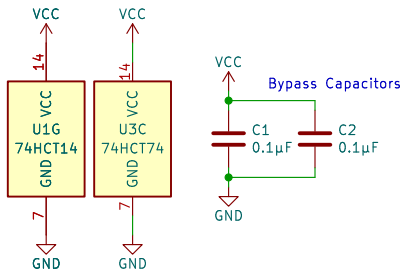 VCC
14
VCC
U1G
74HCT14
GND
7
GND
VCC
14
VCC
U3C
74HCT74
GND
7
GND
Bypass Capacitors
VCC
C1
0.1µF
C2
0.1µF
GND